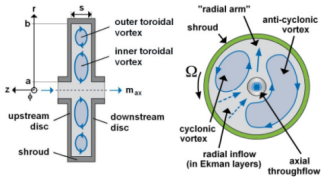 r
b
s
outer toroidal
vortex
inner toroidal
vortex
a
z
ϕ
m ax
upstream
disc
downstream
disc
shroud
"radial arm"
shroud
anti-cyclonic
vortex
Ω
cyclonic
vortex
radial inflow
(in Ekman layers)
axial
throughflow